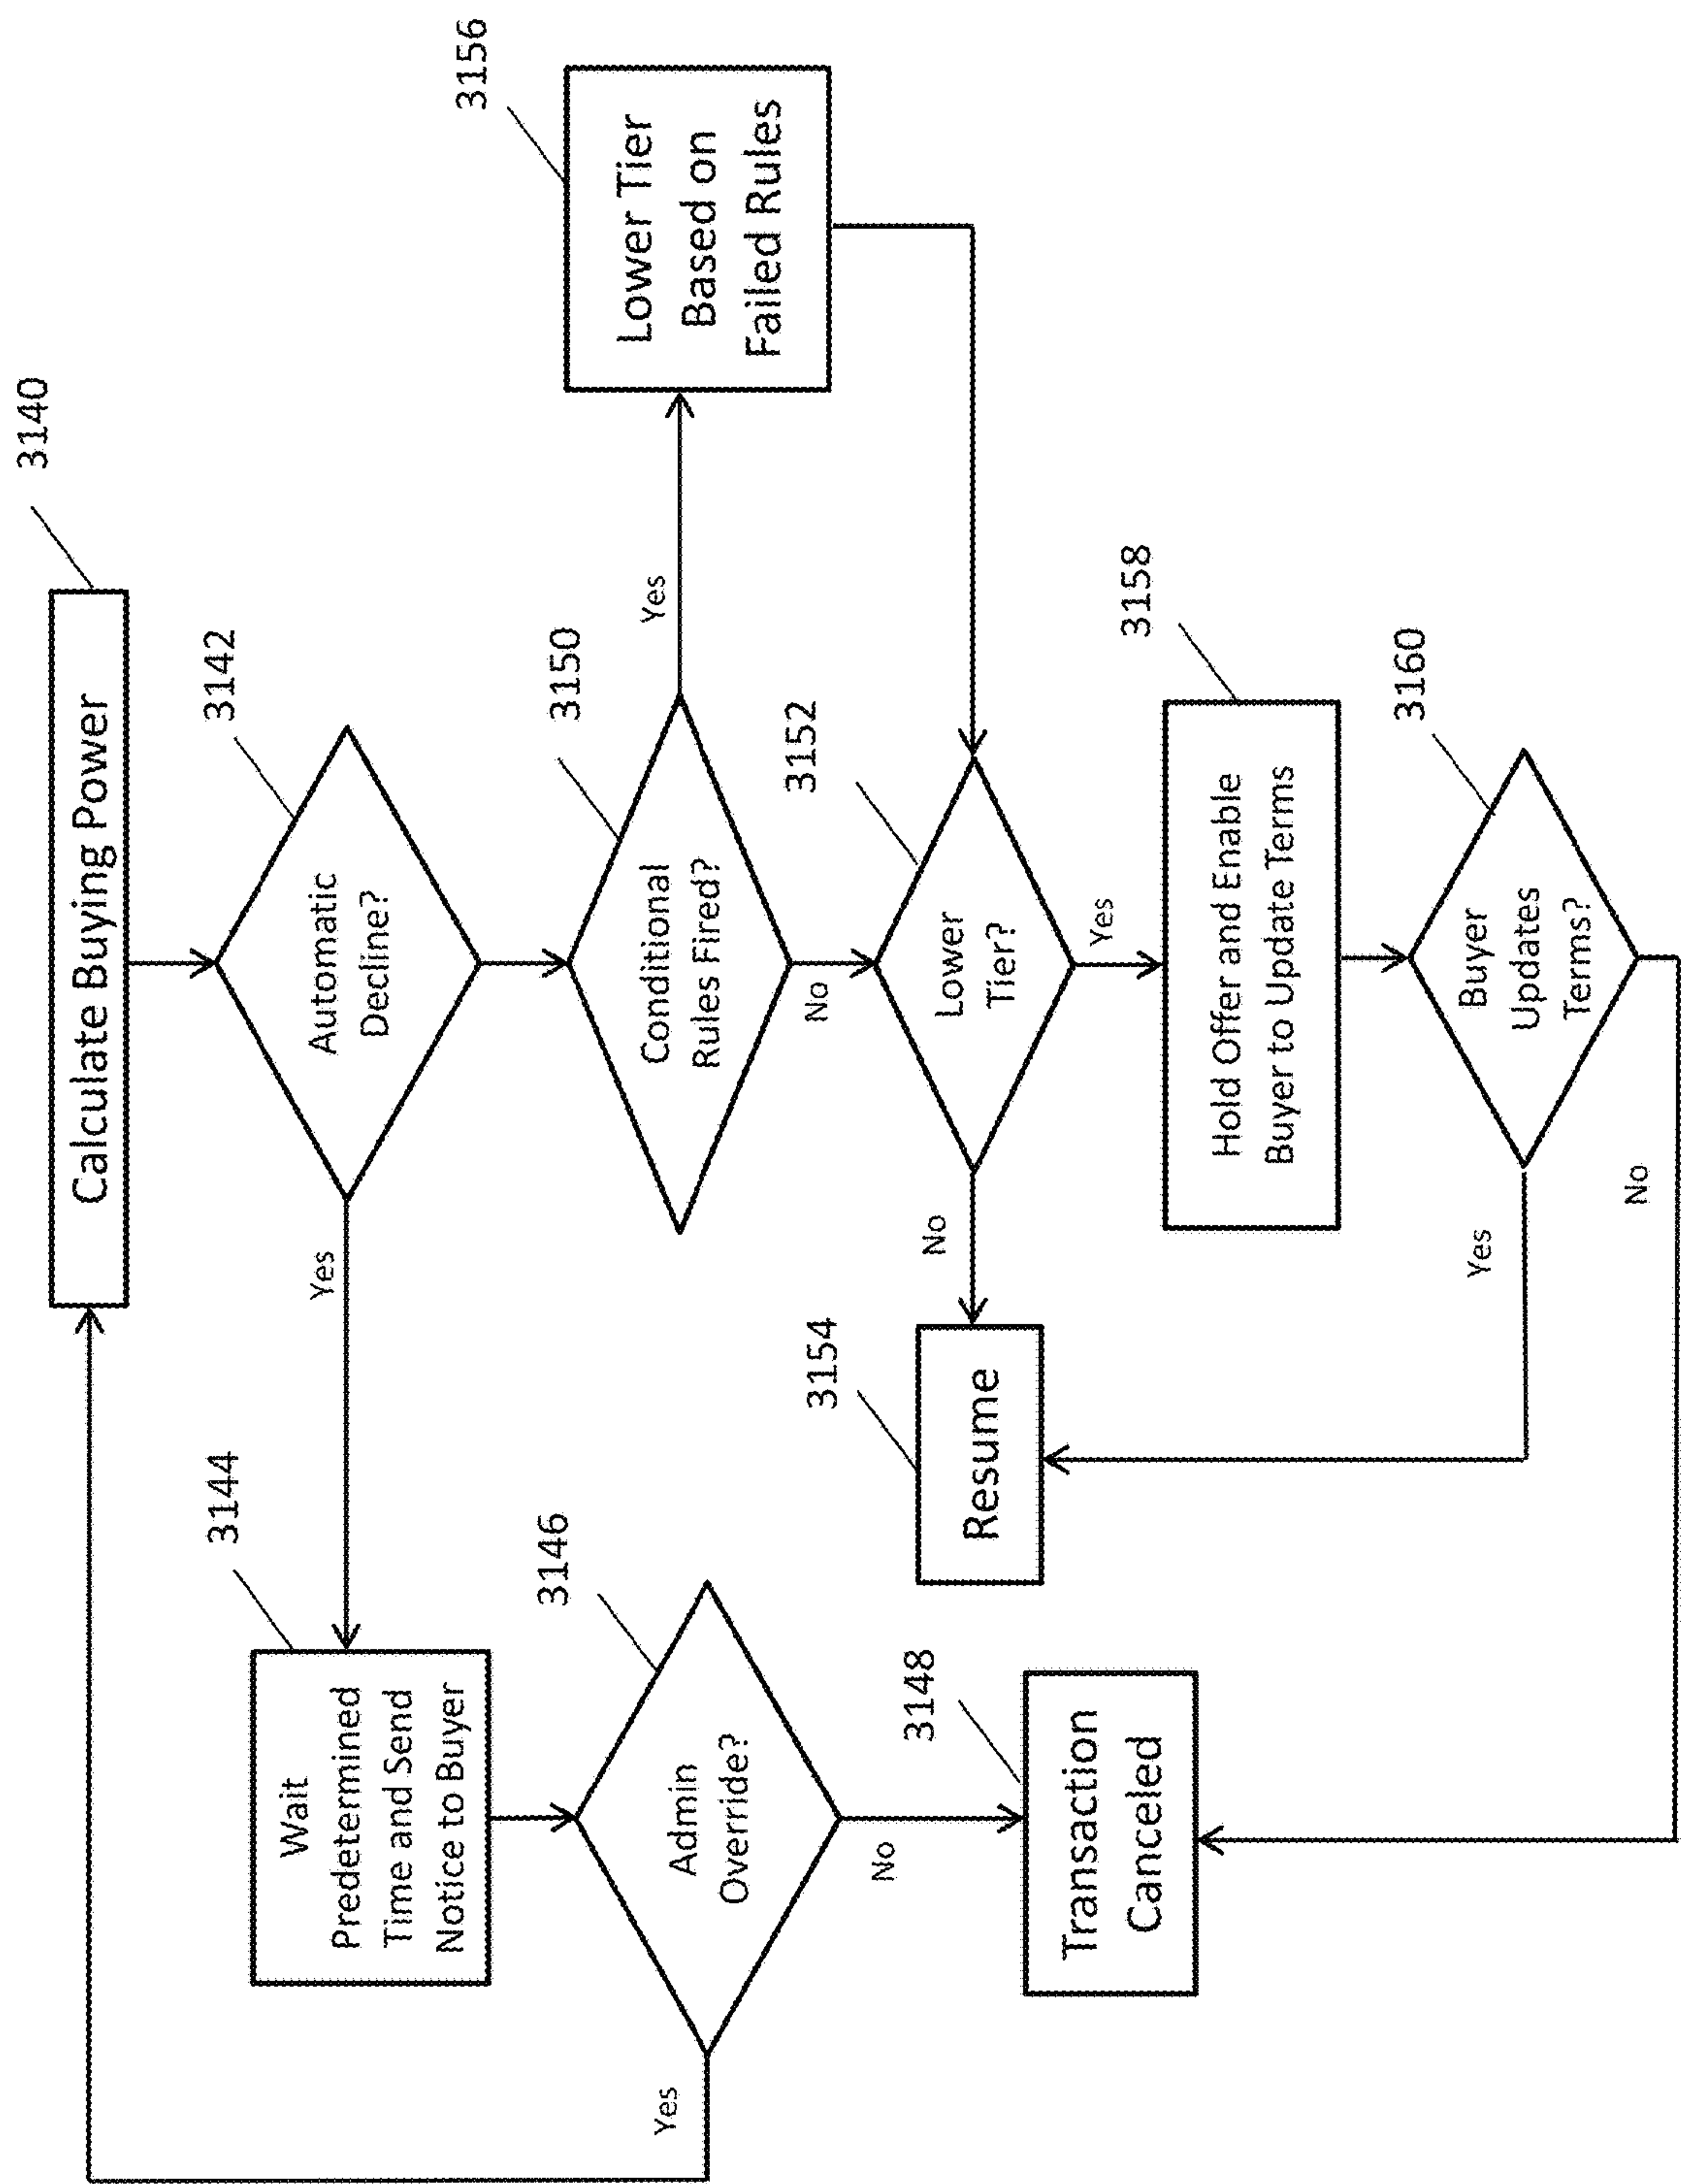 3140
Calculate Buying Power
3142
Automatic
Decline?
Yes
3144
Wait
Predetermined
Time and Send
Notice to Buyer
3146
Admin
Override?
Yes
No
3148
Transaction
Canceled
3150
Conditional
Rules Fired?
Yes
No
3156
Lower Tier
Based on
Failed Rules
3152
Lower
Tier?
No
Yes
3154
Resume
3158
Hold Offer and Enable
Buyer to Update Terms
3160
Buyer
Updates
Terms?
Yes
No